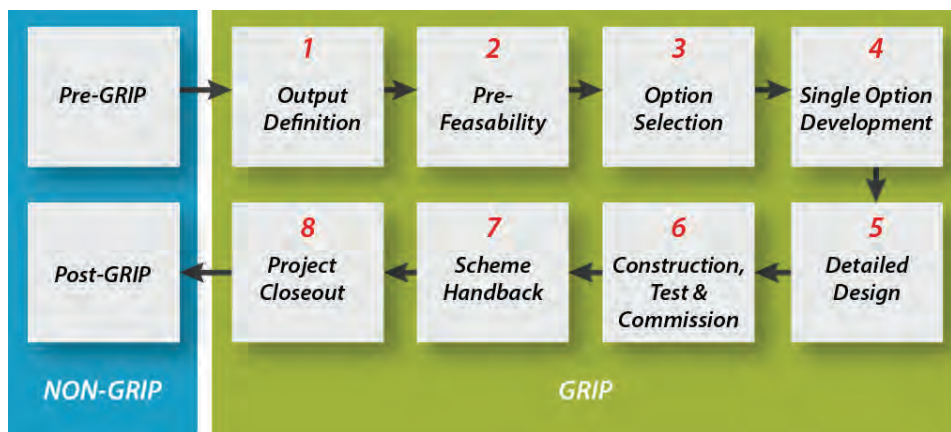 Pre-GRIP
1
Output
Definition
2
Pre-
Feasability
3
Option
Selection
4
Single Option
Development
5
Detailed
Design
6
Construction,
Test &
Commission
7
Scheme
Handback
8
Project
Closeout
Post-GRIP
NON-GRIP
GRIP